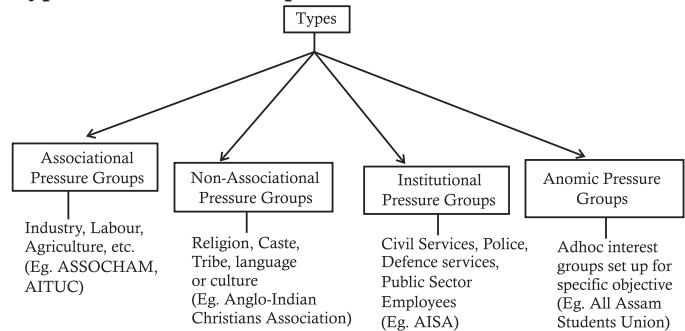 Types
Associational
Pressure Groups
Industry, Labour,
Agriculture, etc.
(Eg. ASSOCHAM,
AITUC)
Non-Associational
Pressure Groups
Religion, Caste,
Tribe, language
or culture
(Eg. Anglo-Indian
Christians Association)
Institutional
Pressure Groups
Civil Services, Police,
Defence services,
Public Sector
Employees
(Eg. AISA)
Anomic Pressure
Groups
Adhoc interest
groups set up for
specific objective
(Eg. All Assam
Students Union)